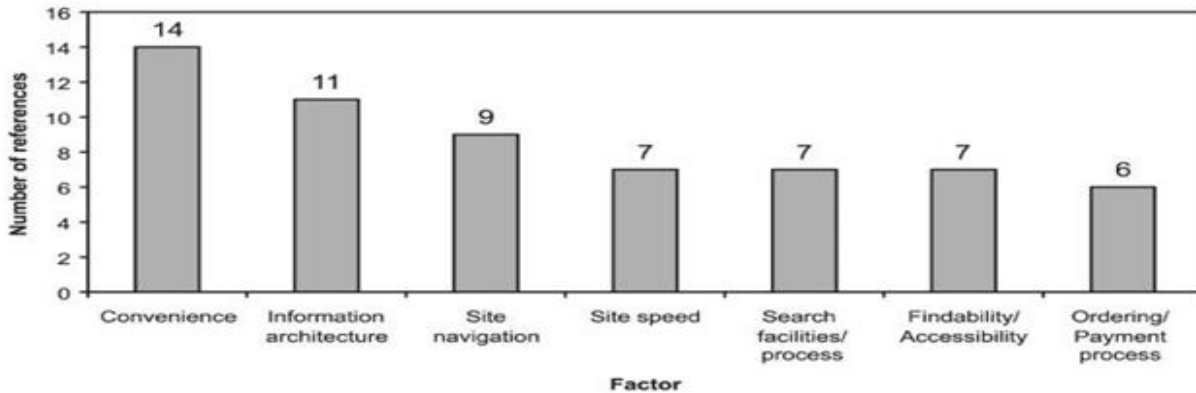 16
14
12
10
8
6
4
2
0
Number of references
14
11
9
7
7
7
6
Convenience
Information
architecture
Site
navigation
Site speed
Search
facilities/
process
Findability/
Accessibility
Ordering/
Payment
process
Factor